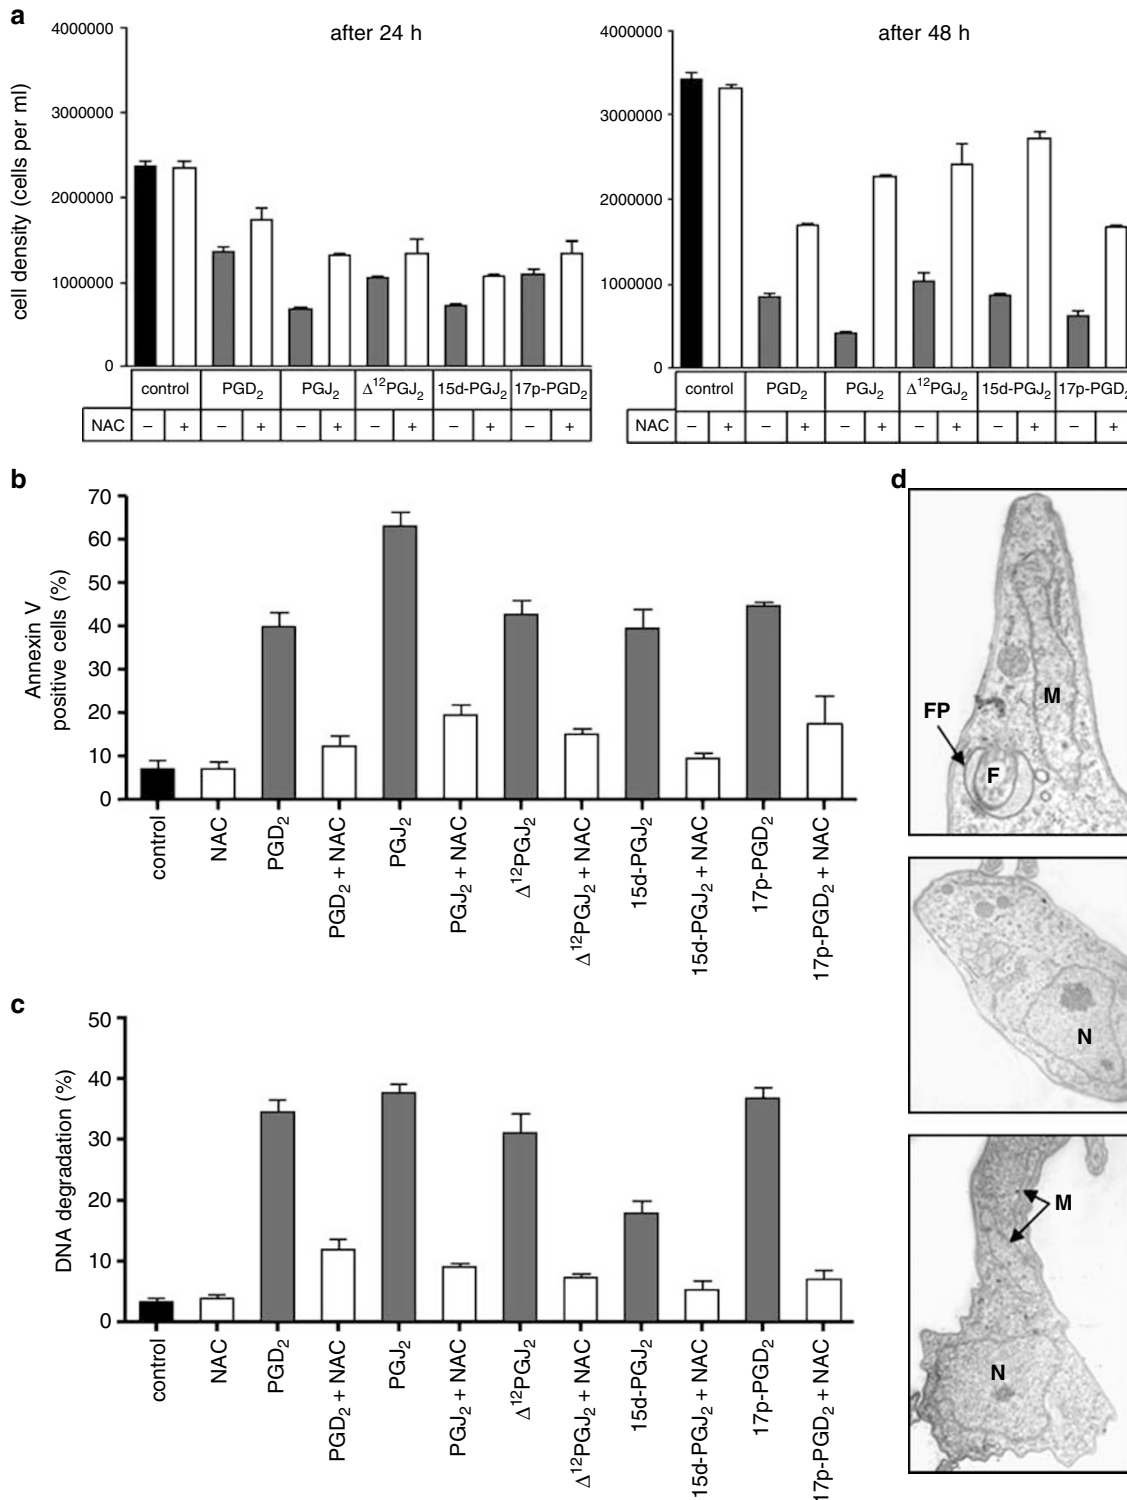 a
after 24 h
after 48 h
cell density (cells per ml)
4000000
3000000
2000000
1000000
0
control PGD2 PGJ2 Δ12PGJ2 15d-PGJ2 17p-PGD2
NAC – + – + – + – + – + – +
4000000
3000000
2000000
1000000
0
control PGD2 PGJ2 Δ12PGJ2 15d-PGJ2 17p-PGD2
NAC – + – + – + – + – + – +
b
Annexin V
positive cells (%)
70
60
50
40
30
20
10
0
control
NAC
PGD2
PGD2 + NAC
PGJ2
PGJ2 + NAC
Δ12PGJ2
Δ12PGJ2 + NAC
15d-PGJ2
15d-PGJ2 + NAC
17p-PGD2
17p-PGD2 + NAC
c
DNA degradation (%)
50
40
30
20
10
0
control
NAC
PGD2
PGD2 + NAC
PGJ2
PGJ2 + NAC
Δ12PGJ2
Δ12PGJ2 + NAC
15d-PGJ2
15d-PGJ2 + NAC
17p-PGD2
17p-PGD2 + NAC
d
M
FP
F
N
M
N